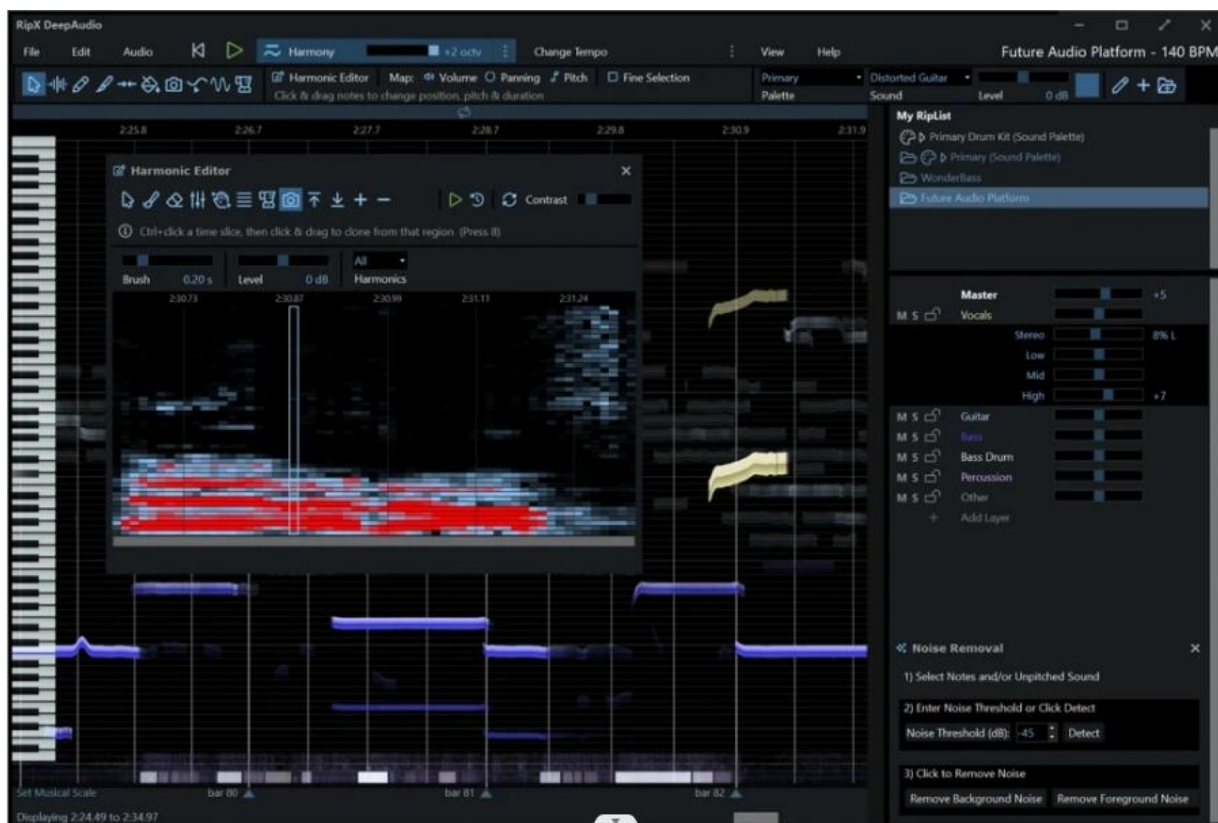 RipX DeepAudio
File Edit Audio Harmony +2 octv Change Tempo View Help Future Audio Platform - 140 BPM
Harmonic Editor Map: Volume Panning Pitch Fine Selection Primary Distorted Guitar
Click & drag notes to change position, pitch & duration Palette Sound Level 0 dB
2:25.8 2:26.7 2:27.7 2:28.7 2:29.8 2:30.9 2:31.9
My RipList
Primary Drum Kit (Sound Palette)
Primary (Sound Palette)
WonderBass
Future Audio Platform
Harmonic Editor
Contrast
Ctrl+click a time slice, then click & drag to clone from that region. (Press 8)
All
Brush 0.20 s Level 0 dB Harmonics
2:30.73 2:30.87 2:30.99 2:31.11 2:31.24
Master +5
M S Vocals
Stereo 8% L
Low
Mid
High +7
M S Guitar
M S Bass
M S Bass Drum
M S Percussion
M S Other
+ Add Layer
Noise Removal
1) Select Notes and/or Unpitched Sound
2) Enter Noise Threshold or Click Detect
Noise Threshold (dB): -45 Detect
3) Click to Remove Noise
Remove Background Noise Remove Foreground Noise
Set Musical Scale bar 80 bar 81 bar 82
Displaying 2:24.49 to 2:34.97